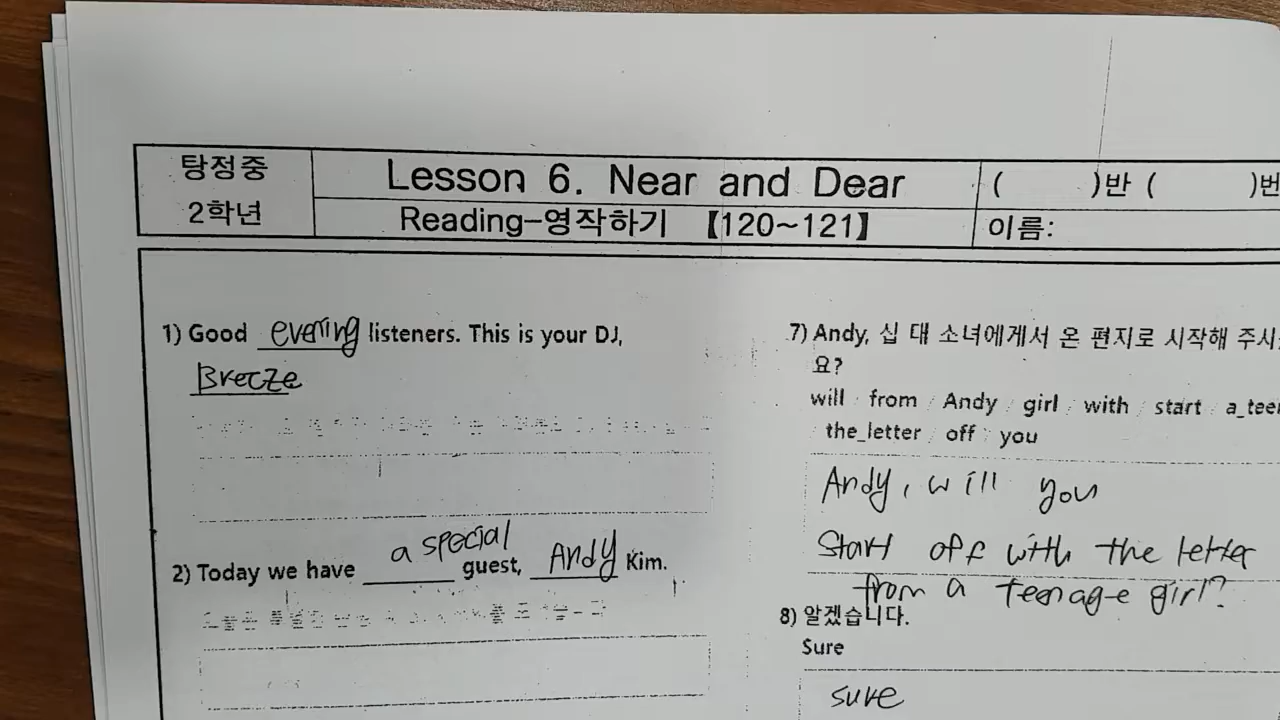 탕정중
2학년
Lesson 6. Near and Dear
Reading-영작하기 【120~121】
( )반 ( )번
이름:
1) Good evening listeners. This is your DJ,
Breeze
2) Today we have a special guest, Andy Kim.
7) Andy, 십 대 소녀에게서 온 편지로 시작해 주시
요?
will / from / Andy / girl / with / start / a_teen
the_letter / off / you
Andy, will you
Start off with the letter
from a teenage girl?
8) 알겠습니다.
Sure
sure